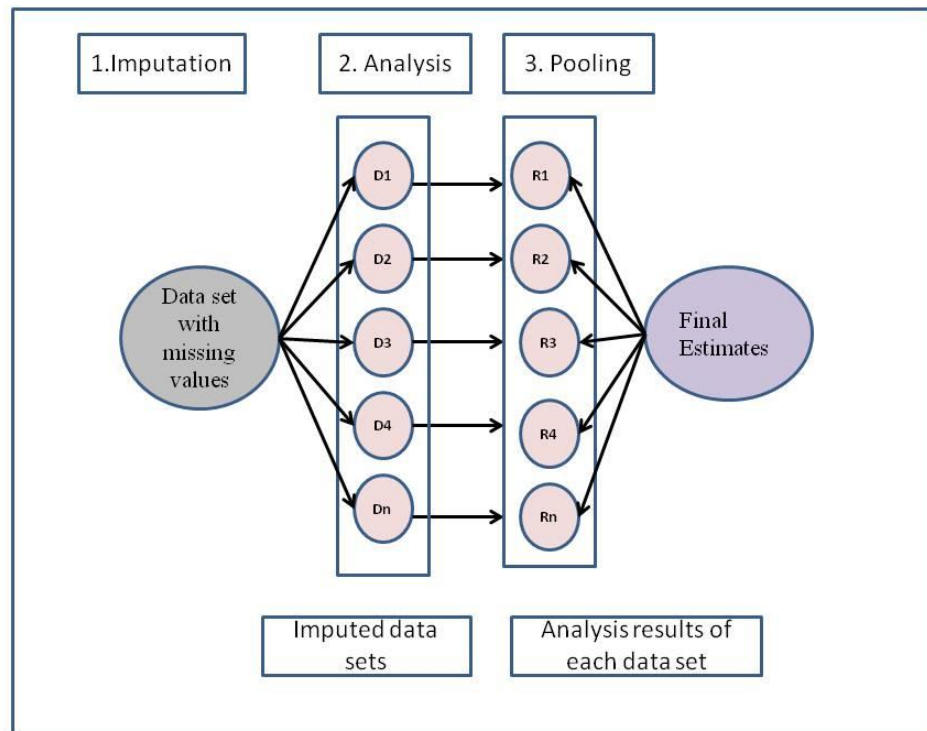 1.Imputation
2. Analysis
3. Pooling
D1
R1
D2
R2
Data set
with
missing
values
D3
R3
Final
Estimates
D4
R4
Dn
Rn
Imputed data
sets
Analysis results of
each data set